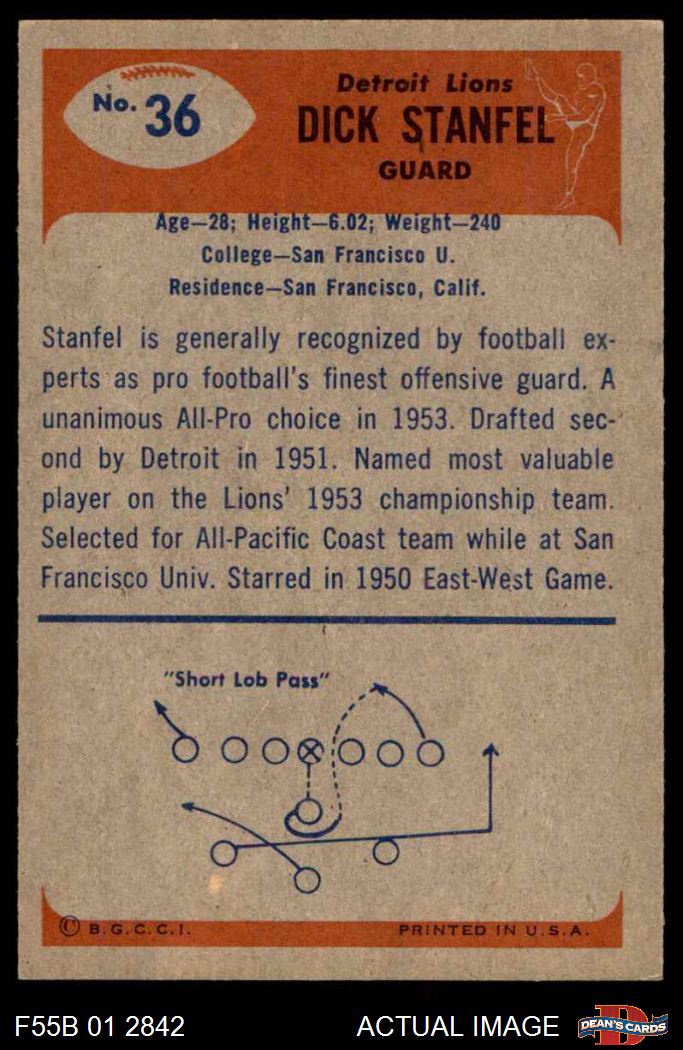 No. 36
Detroit Lions
DICK STANFEL
GUARD
Age—28; Height—6.02; Weight—240
College—San Francisco U.
Residence—San Francisco, Calif.
Stanfel is generally recognized by football ex-
perts as pro football's finest offensive guard. A
unanimous All-Pro choice in 1953. Drafted sec-
ond by Detroit in 1951. Named most valuable
player on the Lions' 1953 championship team.
Selected for All-Pacific Coast team while at San
Francisco Univ. Starred in 1950 East-West Game.
"Short Lob Pass"
© B.G.C.C.I.
PRINTED IN U.S.A.
F55B 01 2842
ACTUAL IMAGE
D
DEAN'S CARDS